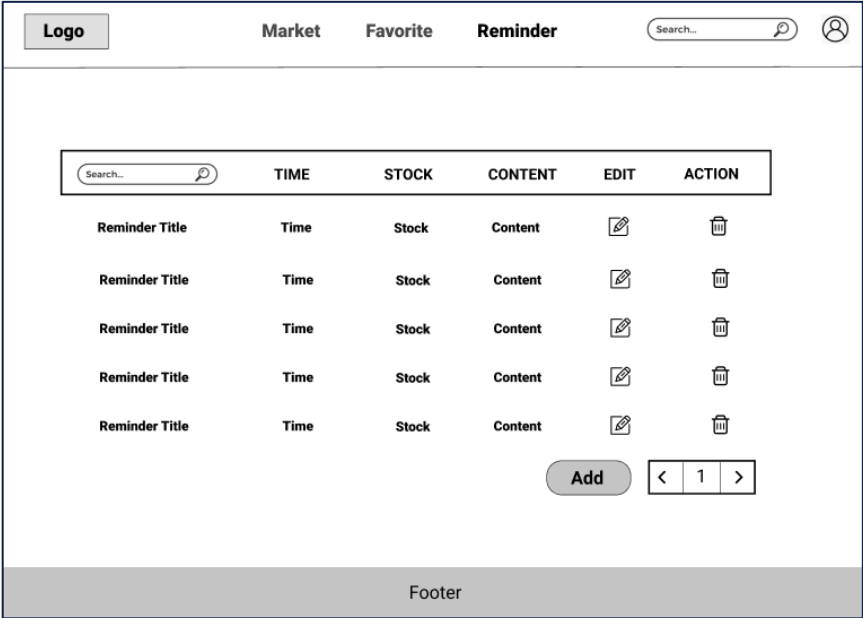 Logo Market Favorite Reminder Search...
Search... TIME STOCK CONTENT EDIT ACTION
Reminder Title Time Stock Content
Reminder Title Time Stock Content
Reminder Title Time Stock Content
Reminder Title Time Stock Content
Reminder Title Time Stock Content
Add < 1 >
Footer